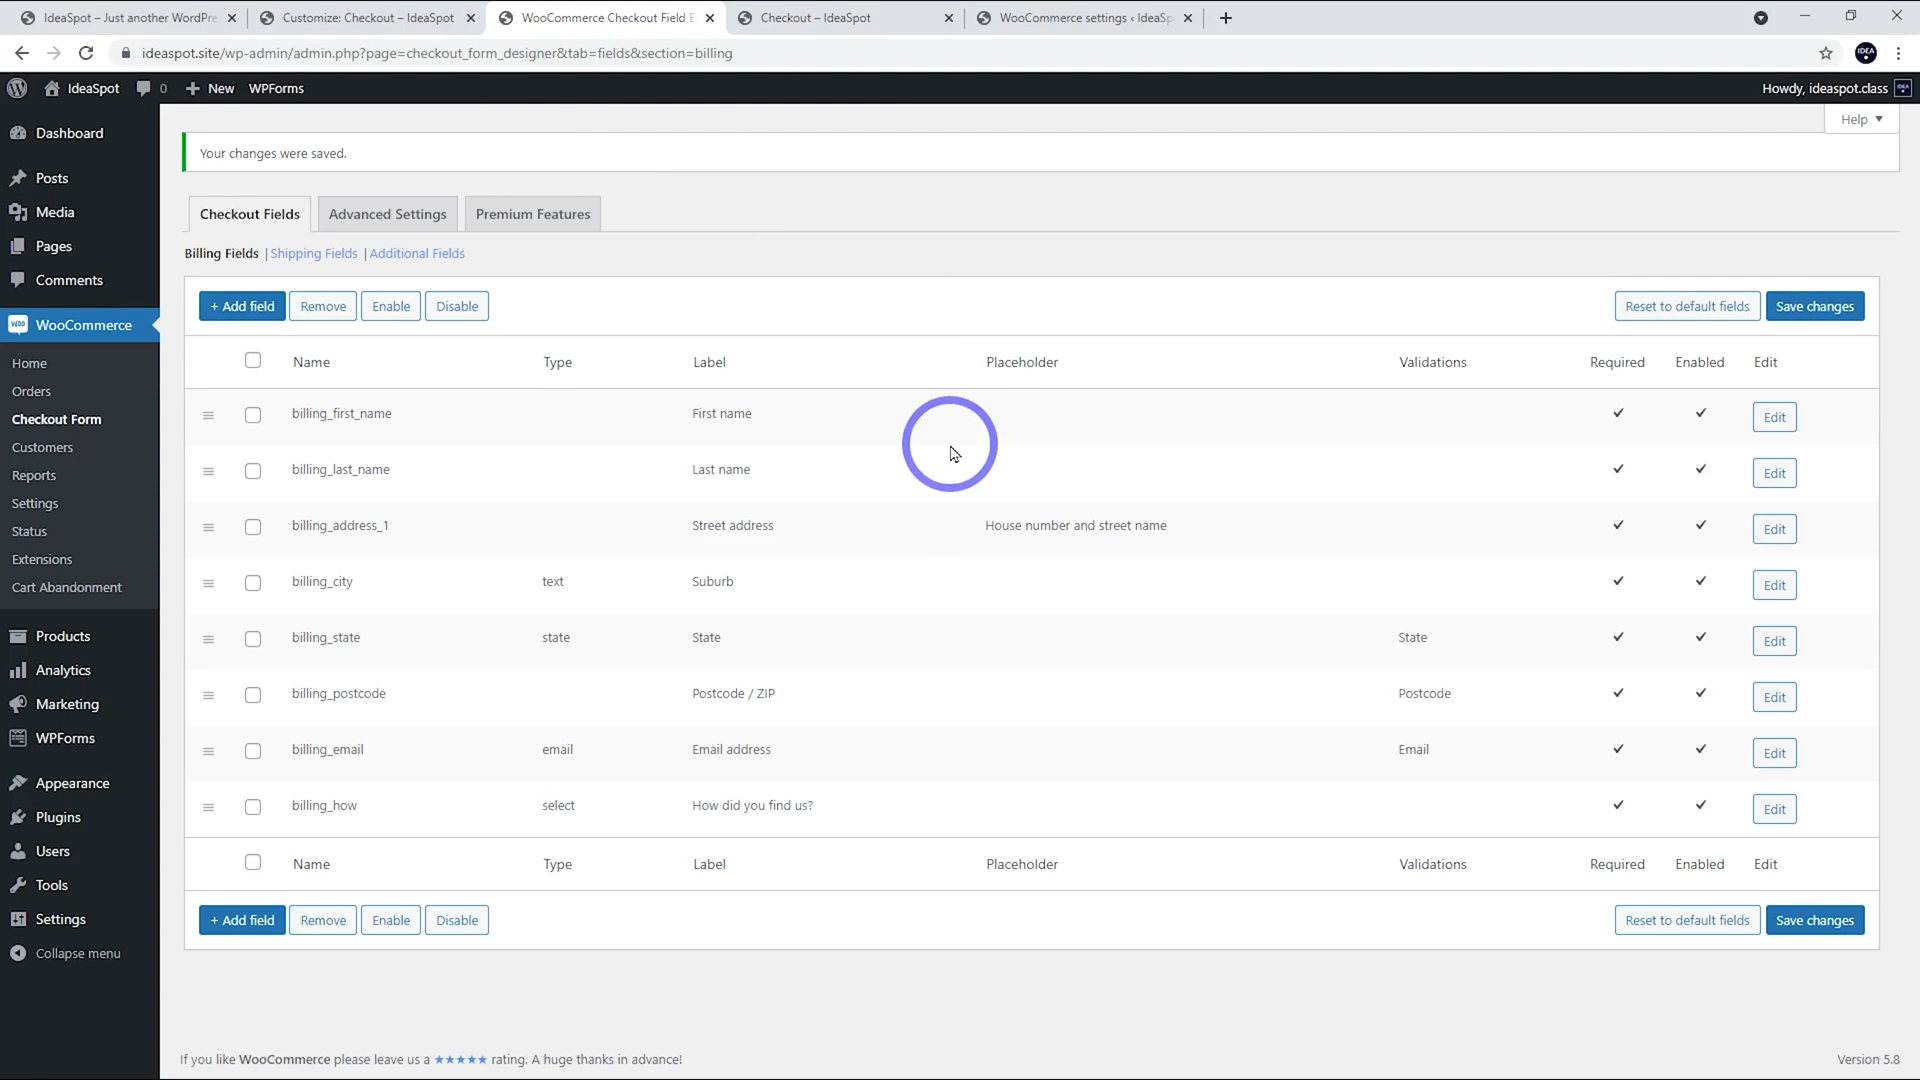 IdeaSpot – Just another WordPre
Customize: Checkout – IdeaSpot
WooCommerce Checkout Field E
Checkout – IdeaSpot
WooCommerce settings ‹ IdeaSp
ideaspot.site/wp-admin/admin.php?page=checkout_form_designer&tab=fields&section=billing
IdeaSpot 0 New WPForms Howdy, ideaspot.class
Help
Dashboard
Posts
Media
Pages
Comments
WooCommerce
Home
Orders
Checkout Form
Customers
Reports
Settings
Status
Extensions
Cart Abandonment
Products
Analytics
Marketing
WPForms
Appearance
Plugins
Users
Tools
Settings
Collapse menu
Your changes were saved.
Checkout Fields Advanced Settings Premium Features
Billing Fields | Shipping Fields | Additional Fields
+ Add field Remove Enable Disable Reset to default fields Save changes
Name Type Label Placeholder Validations Required Enabled Edit
billing_first_name First name ✔ ✔ Edit
billing_last_name Last name ✔ ✔ Edit
billing_address_1 Street address House number and street name ✔ ✔ Edit
billing_city text Suburb ✔ ✔ Edit
billing_state state State State ✔ ✔ Edit
billing_postcode Postcode / ZIP Postcode ✔ ✔ Edit
billing_email email Email address Email ✔ ✔ Edit
billing_how select How did you find us? ✔ ✔ Edit
Name Type Label Placeholder Validations Required Enabled Edit
+ Add field Remove Enable Disable Reset to default fields Save changes
If you like WooCommerce please leave us a ★★★★★ rating. A huge thanks in advance! Version 5.8